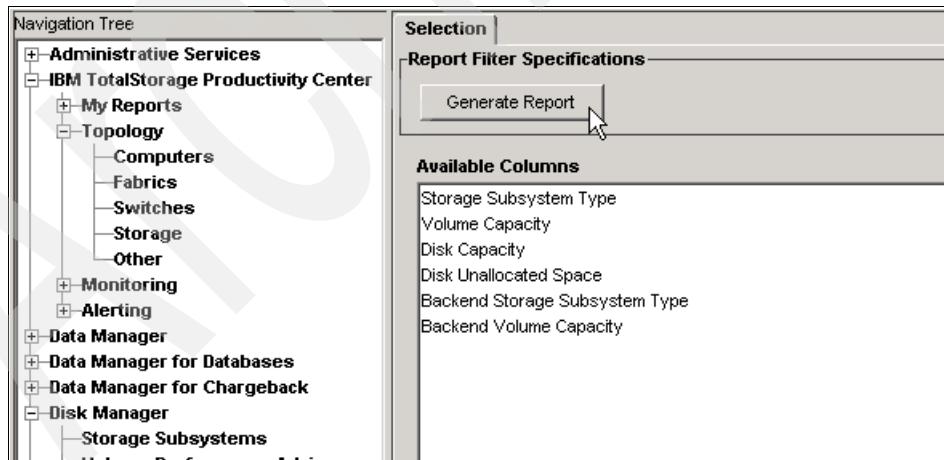 Navigation Tree
Administrative Services
IBM TotalStorage Productivity Center
My Reports
Topology
Computers
Fabrics
Switches
Storage
Other
Monitoring
Alerting
Data Manager
Data Manager for Databases
Data Manager for Chargeback
Disk Manager
Storage Subsystems
Selection
Report Filter Specifications
Generate Report
Available Columns
Storage Subsystem Type
Volume Capacity
Disk Capacity
Disk Unallocated Space
Backend Storage Subsystem Type
Backend Volume Capacity